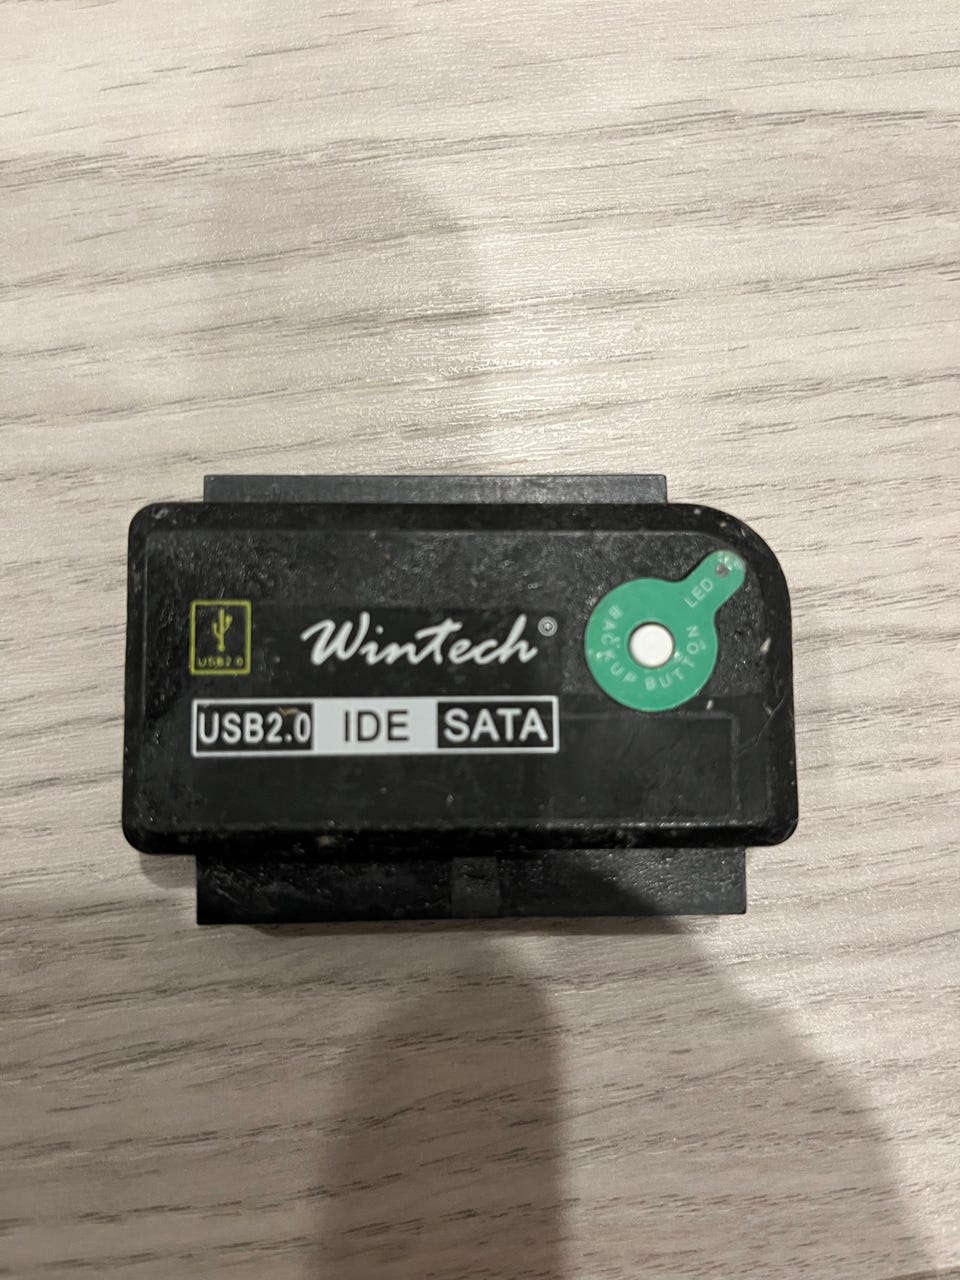 Wintech®
LED
BACKUP BUTTON
USB2.0
USB2.0 IDE SATA